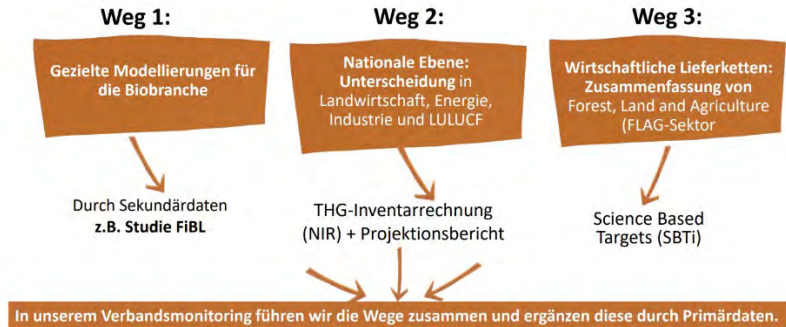 Weg 1:
Gezielte Modellierungen für
die Biobranche
Durch Sekundärdaten
z.B. Studie FiBL
Weg 2:
Nationale Ebene:
Unterscheidung in
Landwirtschaft, Energie,
Industrie und LULUCF
THG-Inventarrechnung
(NIR) + Projektionsbericht
Weg 3:
Wirtschaftliche Lieferketten:
Zusammenfassung von
Forest, Land and Agriculture
(FLAG-Sektor
Science Based
Targets (SBTi)
In unserem Verbandsmonitoring führen wir die Wege zusammen und ergänzen diese durch Primärdaten.